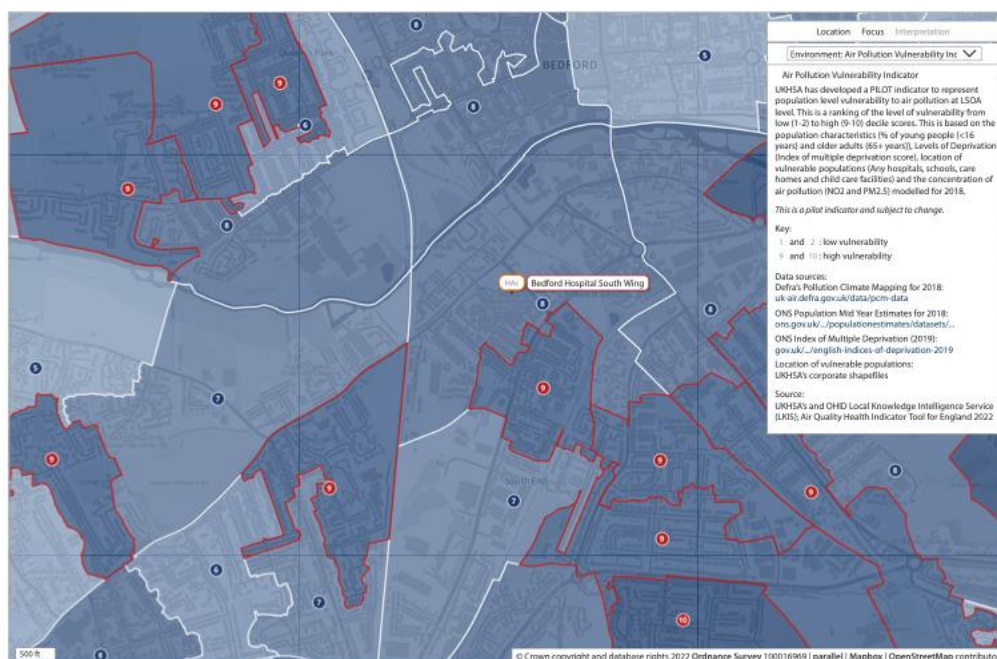 Location Focus Interpretation
Environment: Air Pollution Vulnerability Inc
Air Pollution Vulnerability Indicator
UKHSA has developed a PILOT indicator to represent
population level vulnerability to air pollution at LSOA
level. This is a ranking of the level of vulnerability from
low (1-2) to high (9-10) decile scores. This is based on the
population characteristics (% of young people (<16
years) and older adults (65+ years)), Levels of Deprivation
(Index of multiple deprivation score), location of
vulnerable populations (Any hospitals, schools, care
homes and child care facilities) and the concentration of
air pollution (NO2 and PM2.5) modelled for 2018.
This is a pilot indicator and subject to change.
Key:
1 and 2 : low vulnerability
9 and 10 : high vulnerability
Data sources:
Defra's Pollution Climate Mapping for 2018:
uk-air.defra.gov.uk/data/pcm-data
ONS Population Mid Year Estimates for 2018:
ons.gov.uk/.../populationestimates/datasets/...
ONS Index of Multiple Deprivation (2019):
gov.uk/.../english-indices-of-deprivation-2019
Location of vulnerable populations:
UKHSA's corporate shapefiles
Source:
UKHSA's and OHID Local Knowledge Intelligence Service
(LKIS); Air Quality Health Indicator Tool for England 2022
8
5
Queen's Park
BEDFORD
9
9
8
6
9
8
HAs Bedford Hospital South Wing
8
8
5
7
9
9
9
9
9
8
South End
7
9
6
7
10
8
500 ft
© Crown copyright and database rights 2022 Ordnance Survey 100016969 | parallel | Mapbox | OpenStreetMap contributo